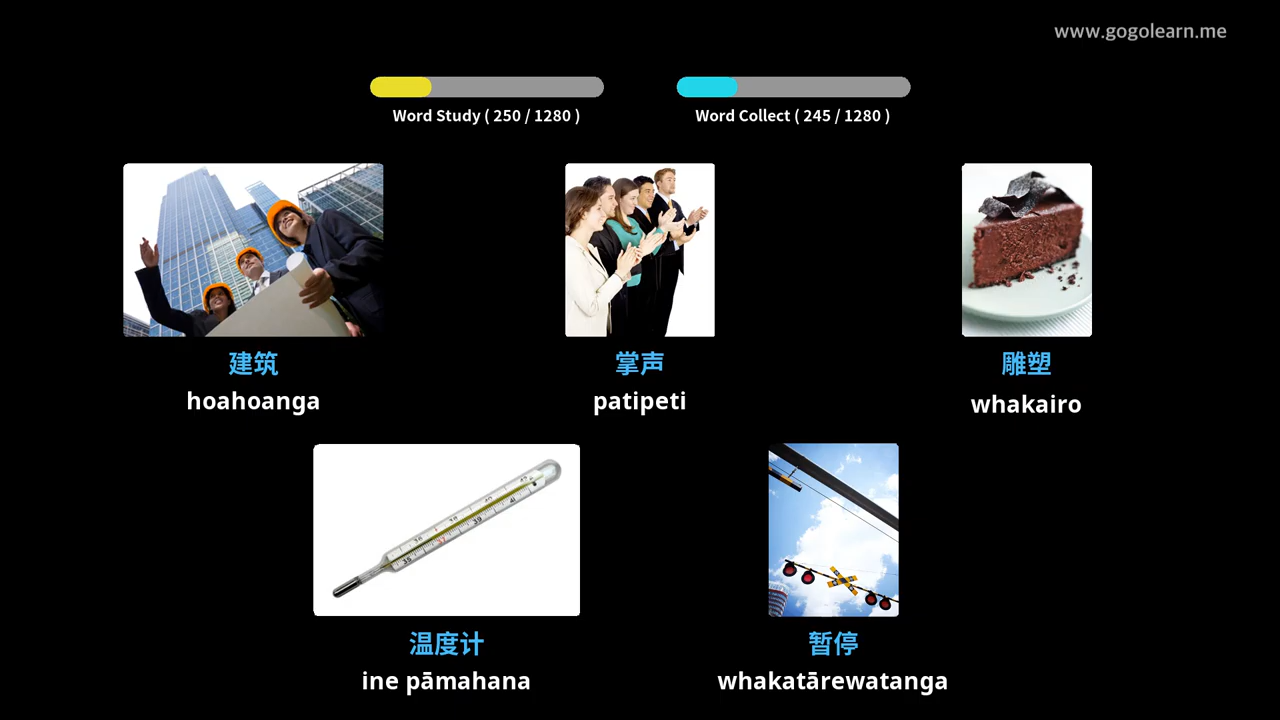 www.gogolearn.me
Word Study ( 250 / 1280 )
Word Collect ( 245 / 1280 )
建筑
hoahoanga
掌声
patipeti
雕塑
whakairo
温度计
ine pāmahana
暂停
whakatārewatanga